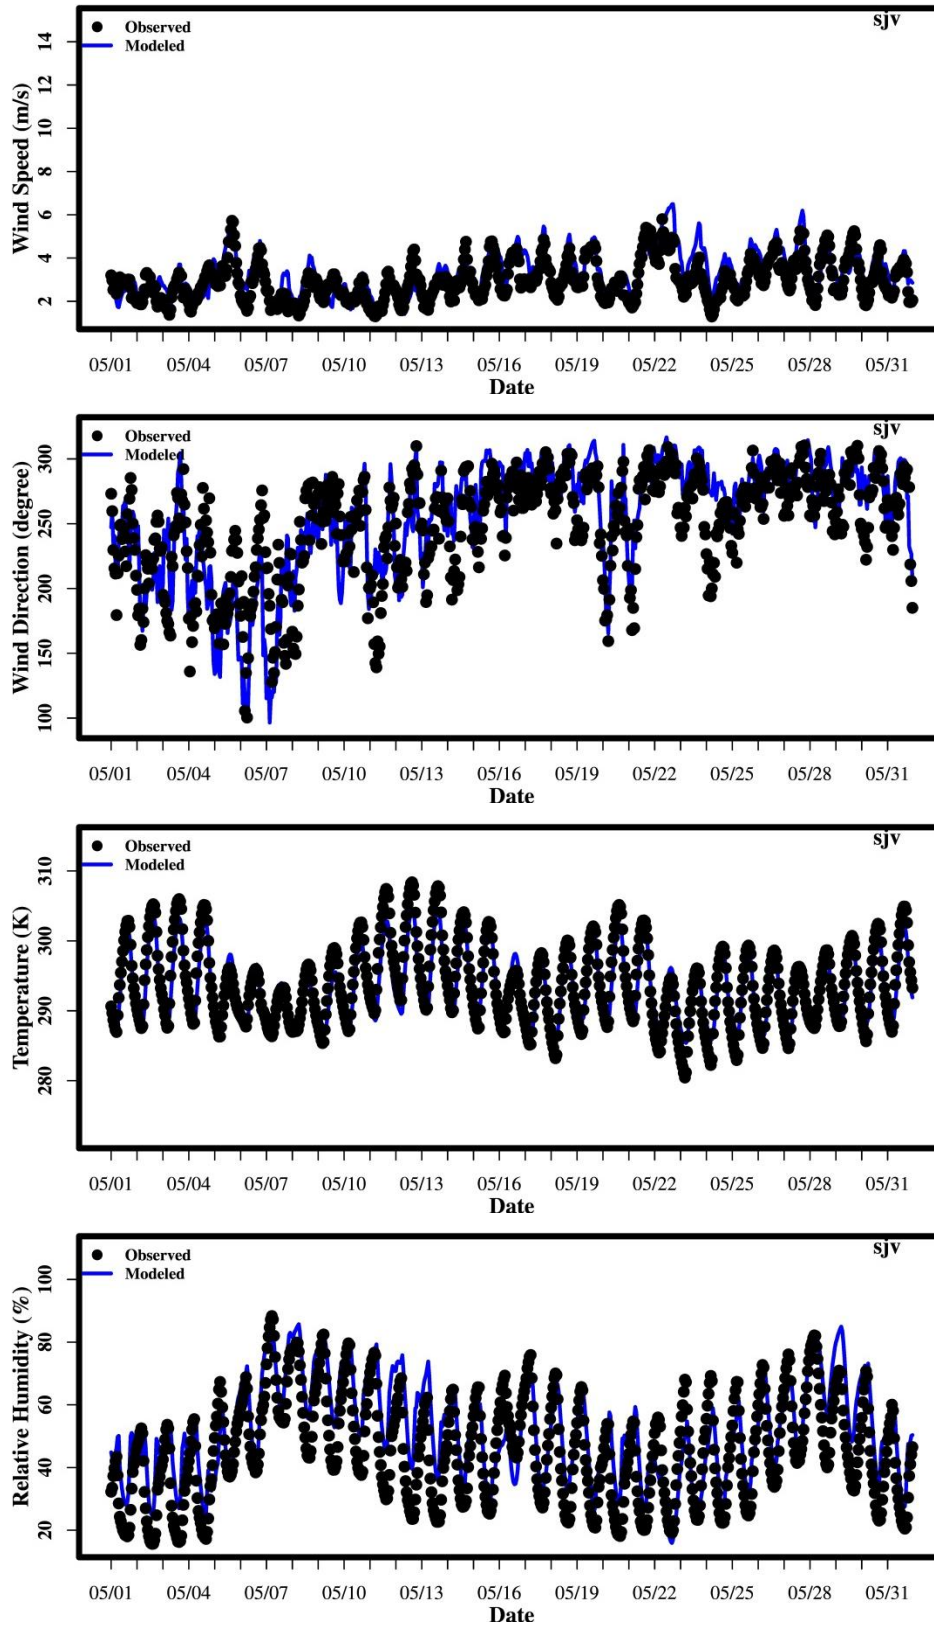 sjv
Observed
Modeled
14
12
10
8
6
4
2
Wind Speed (m/s)
05/01 05/04 05/07 05/10 05/13 05/16 05/19 05/22 05/25 05/28 05/31
Date
sjv
Observed
Modeled
300
250
200
150
100
Wind Direction (degree)
05/01 05/04 05/07 05/10 05/13 05/16 05/19 05/22 05/25 05/28 05/31
Date
sjv
Observed
Modeled
310
300
290
280
Temperature (K)
05/01 05/04 05/07 05/10 05/13 05/16 05/19 05/22 05/25 05/28 05/31
Date
sjv
Observed
Modeled
100
80
60
40
20
Relative Humidity (%)
05/01 05/04 05/07 05/10 05/13 05/16 05/19 05/22 05/25 05/28 05/31
Date